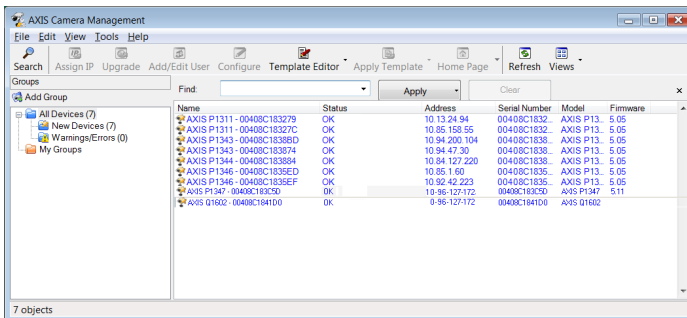 AXIS Camera Management
File Edit View Tools Help
Search Assign IP Upgrade Add/Edit User Configure Template Editor Apply Template Home Page Refresh Views
Groups
Add Group
Find: Apply Clear
All Devices (7)
New Devices (7)
Warnings/Errors (0)
My Groups
Name Status Address Serial Number Model Firmware
AXIS P1311 - 00408C183279 OK 10.13.24.94 00408C1832... AXIS P13... 5.05
AXIS P1311 - 00408C18327C OK 10.85.158.55 00408C1832... AXIS P13... 5.05
AXIS P1343 - 00408C1838BD OK 10.94.200.104 00408C1838... AXIS P13... 5.05
AXIS P1343 - 00408C183874 OK 10.94.47.30 00408C1838... AXIS P13... 5.05
AXIS P1344 - 00408C183884 OK 10.84.127.220 00408C1838... AXIS P13... 5.05
AXIS P1346 - 00408C1835ED OK 10.85.1.60 00408C1835... AXIS P13... 5.05
AXIS P1346 - 00408C1835EF OK 10.92.42.223 00408C1835... AXIS P13... 5.05
AXIS P1347 - 00408C183C5D OK 10-96-127-172 00408C183C5D AXIS P1347 5.11
AXIS Q1602 - 00408C1841D0 OK 0-96-127-172 00408C1841D0 AXIS Q1602
7 objects